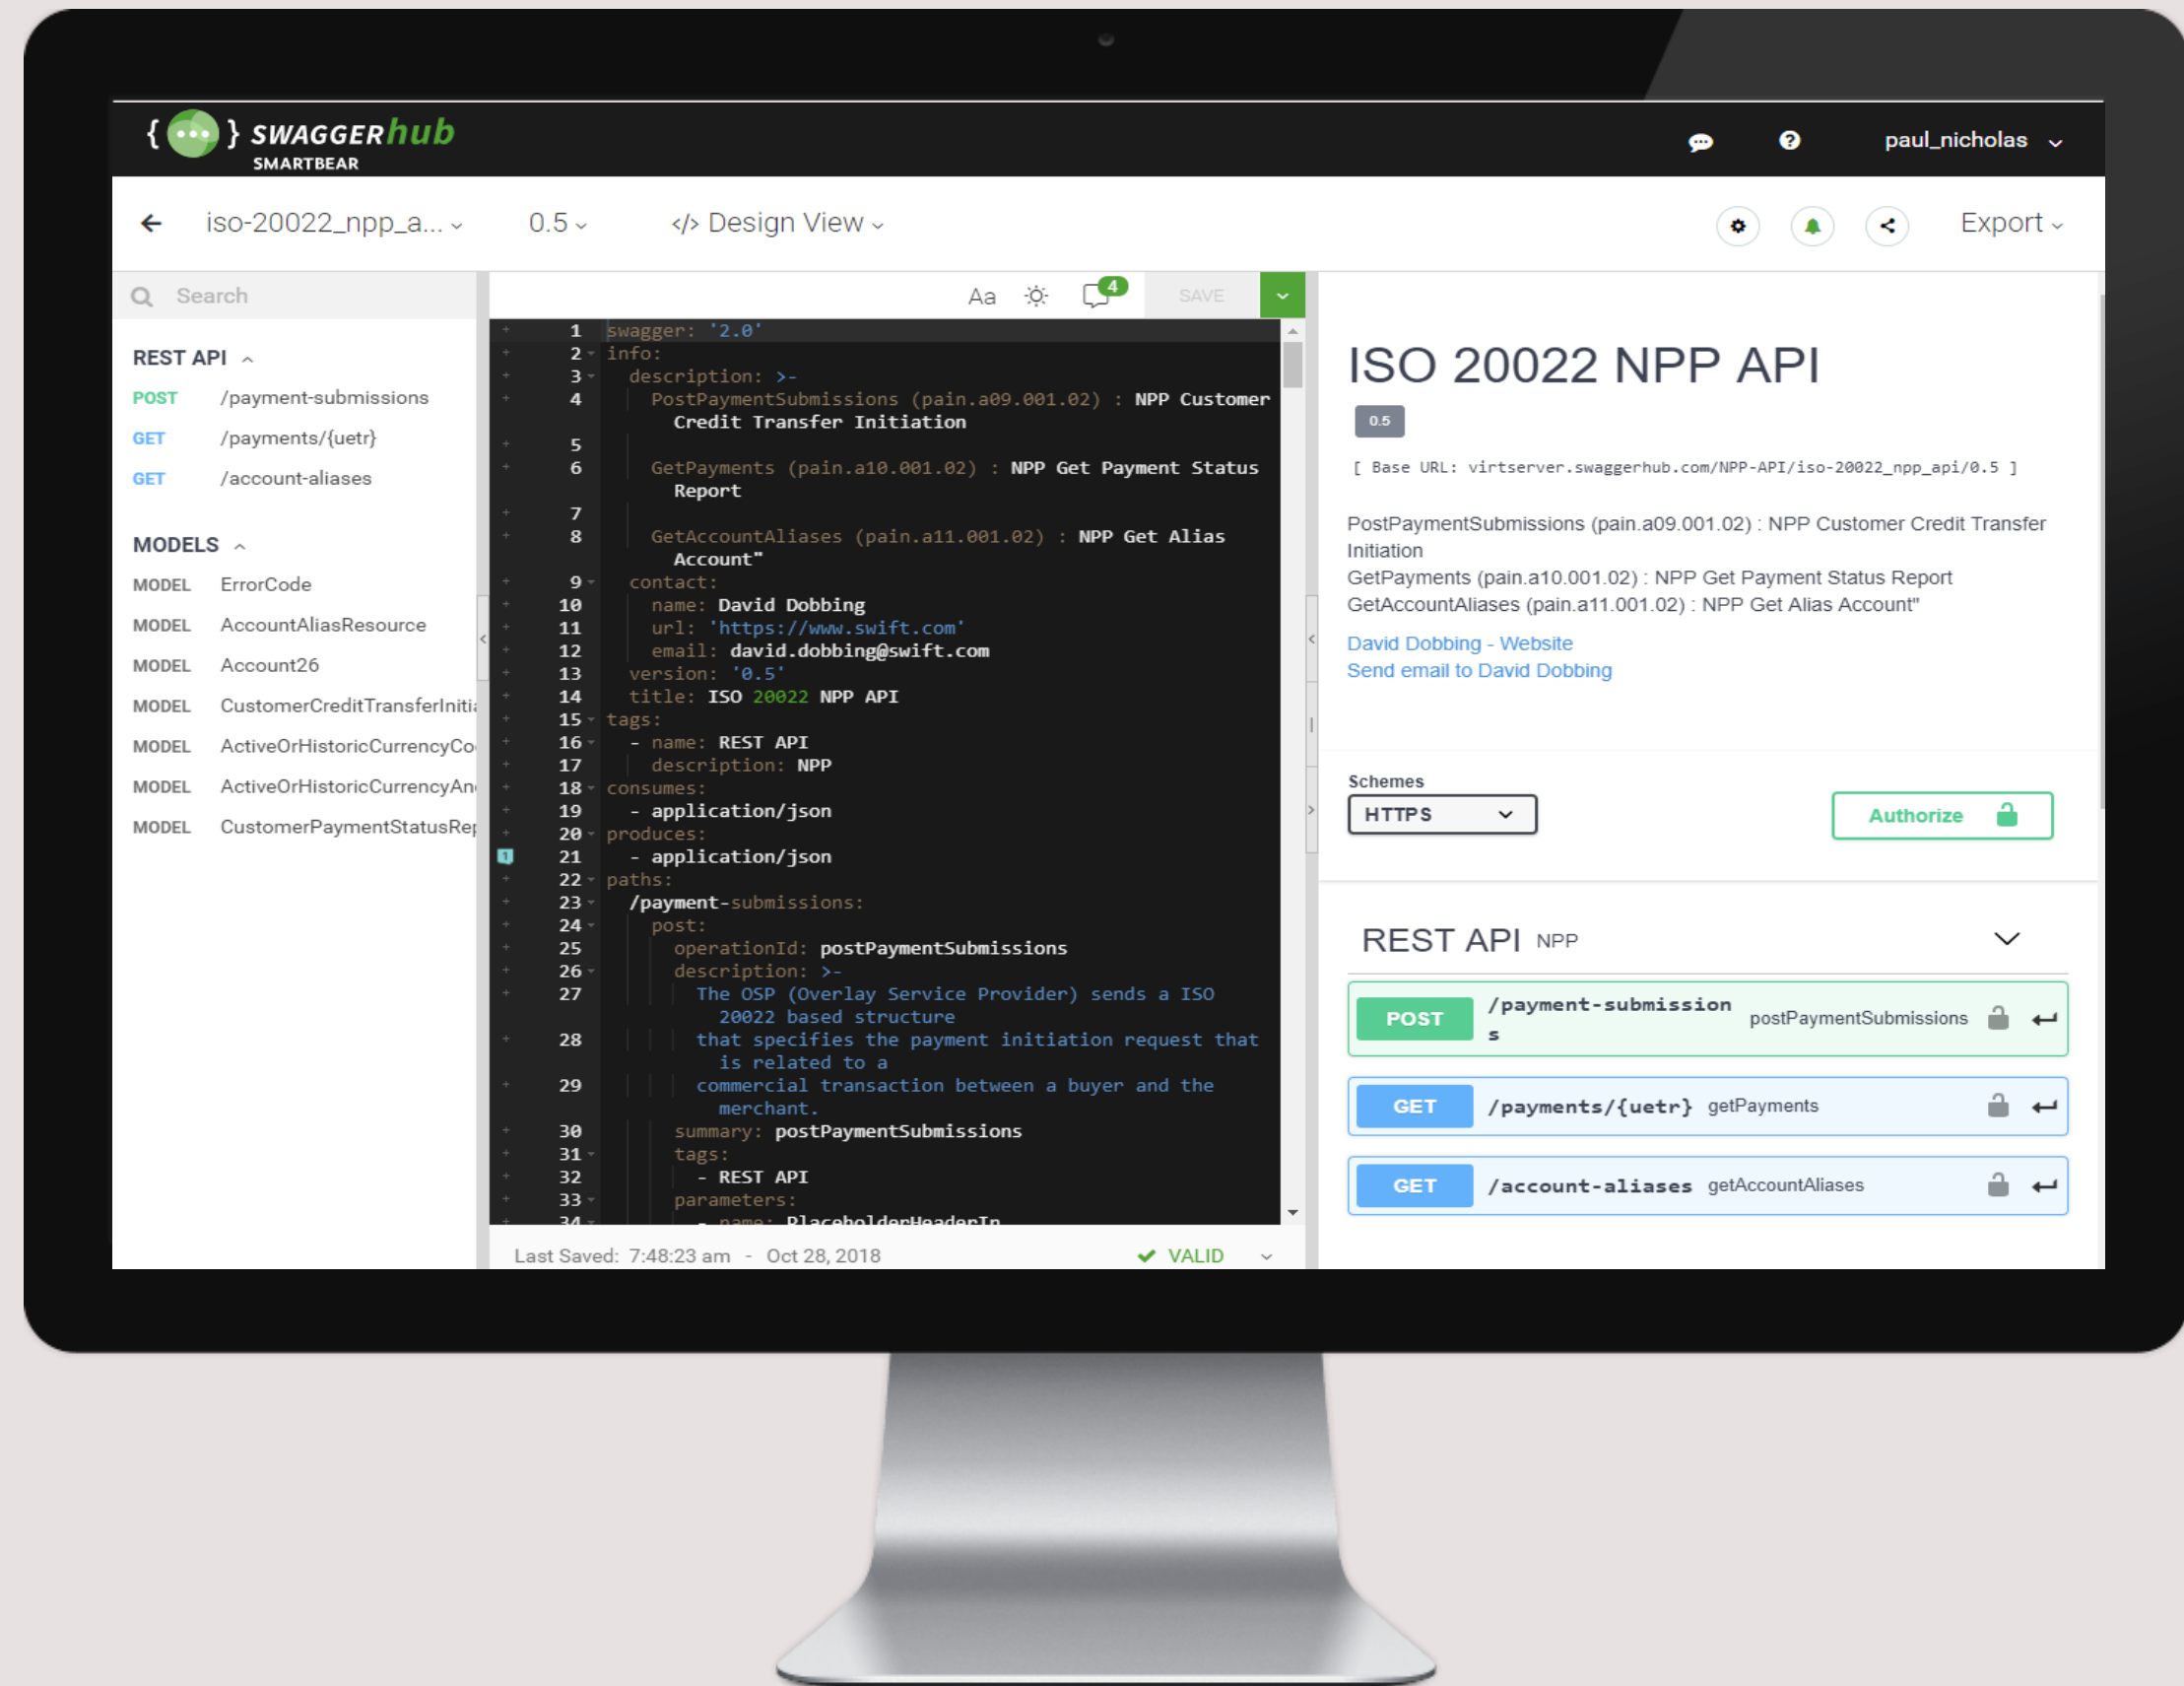 { ... } SWAGGERhub
SMARTBEAR
paul_nicholas
iso-20022_npp_a...
0.5
</> Design View
Export
Search
REST API
POST /payment-submissions
GET /payments/{uetr}
GET /account-aliases
MODELS
MODEL ErrorCode
MODEL AccountAliasResource
MODEL Account26
MODEL CustomerCreditTransferIniti
MODEL ActiveOrHistoricCurrencyCo
MODEL ActiveOrHistoricCurrencyAn
MODEL CustomerPaymentStatusRep
Aa
4
SAVE
1 swagger: '2.0'
2 info:
3 description: >-
4 PostPaymentSubmissions (pain.a09.001.02) : NPP Customer
Credit Transfer Initiation
5
6 GetPayments (pain.a10.001.02) : NPP Get Payment Status
Report
7
8 GetAccountAliases (pain.a11.001.02) : NPP Get Alias
Account"
9 contact:
10 name: David Dobbing
11 url: 'https://www.swift.com'
12 email: david.dobbing@swift.com
13 version: '0.5'
14 title: ISO 20022 NPP API
15 tags:
16 - name: REST API
17 description: NPP
18 consumes:
19 - application/json
20 produces:
1 21 - application/json
22 paths:
23 /payment-submissions:
24 post:
25 operationId: postPaymentSubmissions
26 description: >-
27 The OSP (Overlay Service Provider) sends a ISO
20022 based structure
28 that specifies the payment initiation request that
is related to a
29 commercial transaction between a buyer and the
merchant.
30 summary: postPaymentSubmissions
31 tags:
32 - REST API
33 parameters:
34 - name: PlaceholderHeaderIn
Last Saved: 7:48:23 am - Oct 28, 2018
VALID
ISO 20022 NPP API
0.5
[ Base URL: virtserver.swaggerhub.com/NPP-API/iso-20022_npp_api/0.5 ]
PostPaymentSubmissions (pain.a09.001.02) : NPP Customer Credit Transfer
Initiation
GetPayments (pain.a10.001.02) : NPP Get Payment Status Report
GetAccountAliases (pain.a11.001.02) : NPP Get Alias Account"
David Dobbing - Website
Send email to David Dobbing
Schemes
HTTPS
Authorize
REST API NPP
POST /payment-submission
s postPaymentSubmissions
GET /payments/{uetr} getPayments
GET /account-aliases getAccountAliases